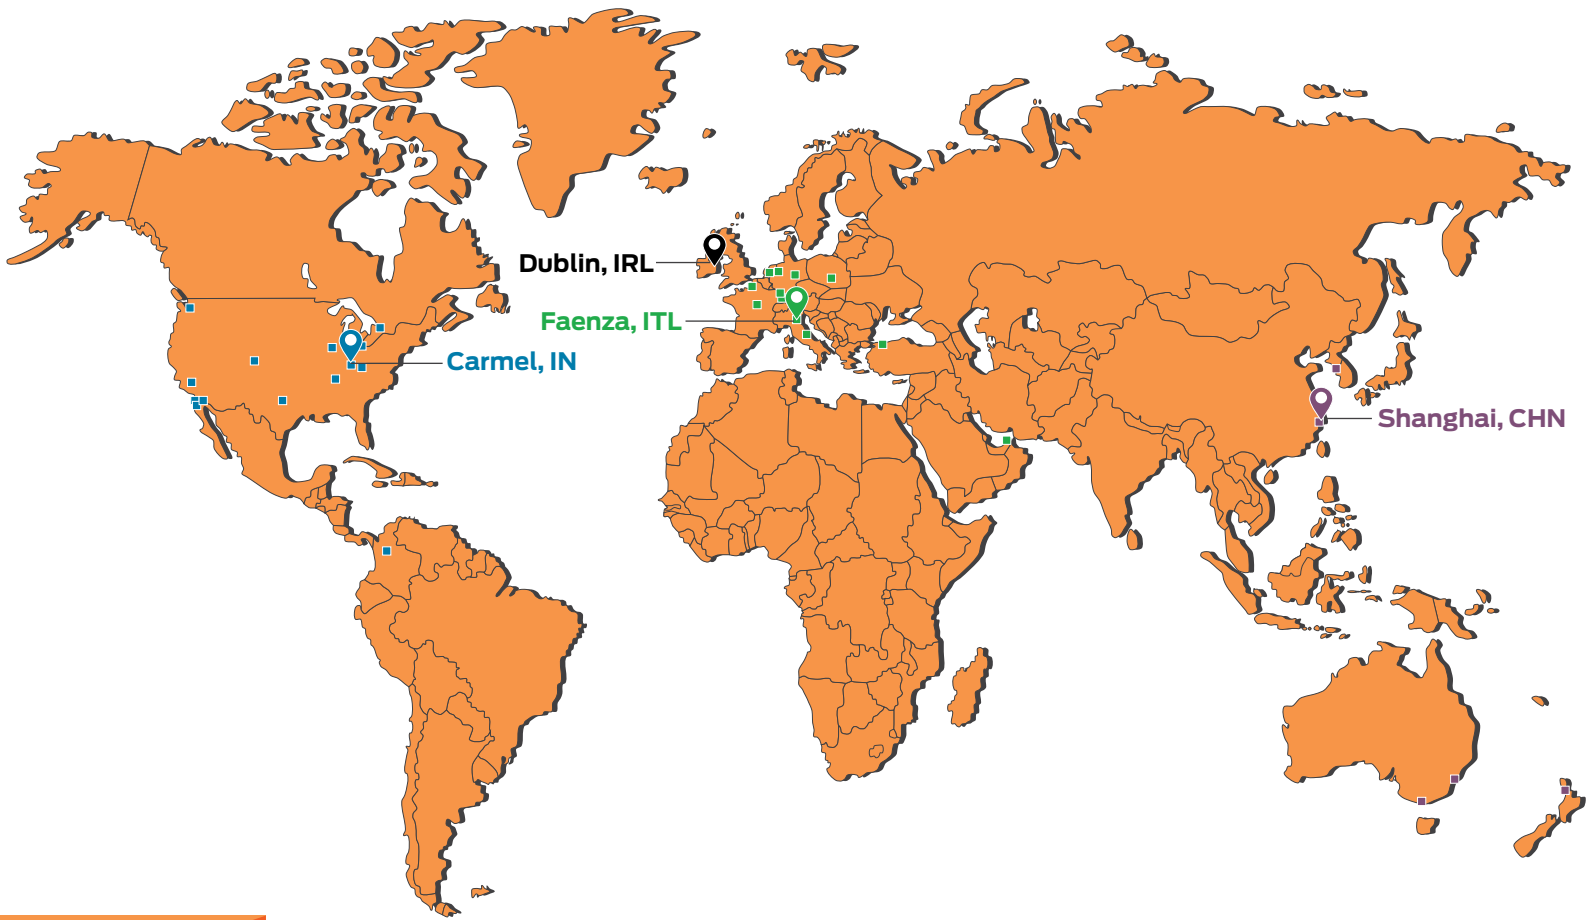 Dublin, IRL
Faenza, ITL
Carmel, IN
Shanghai, CHN